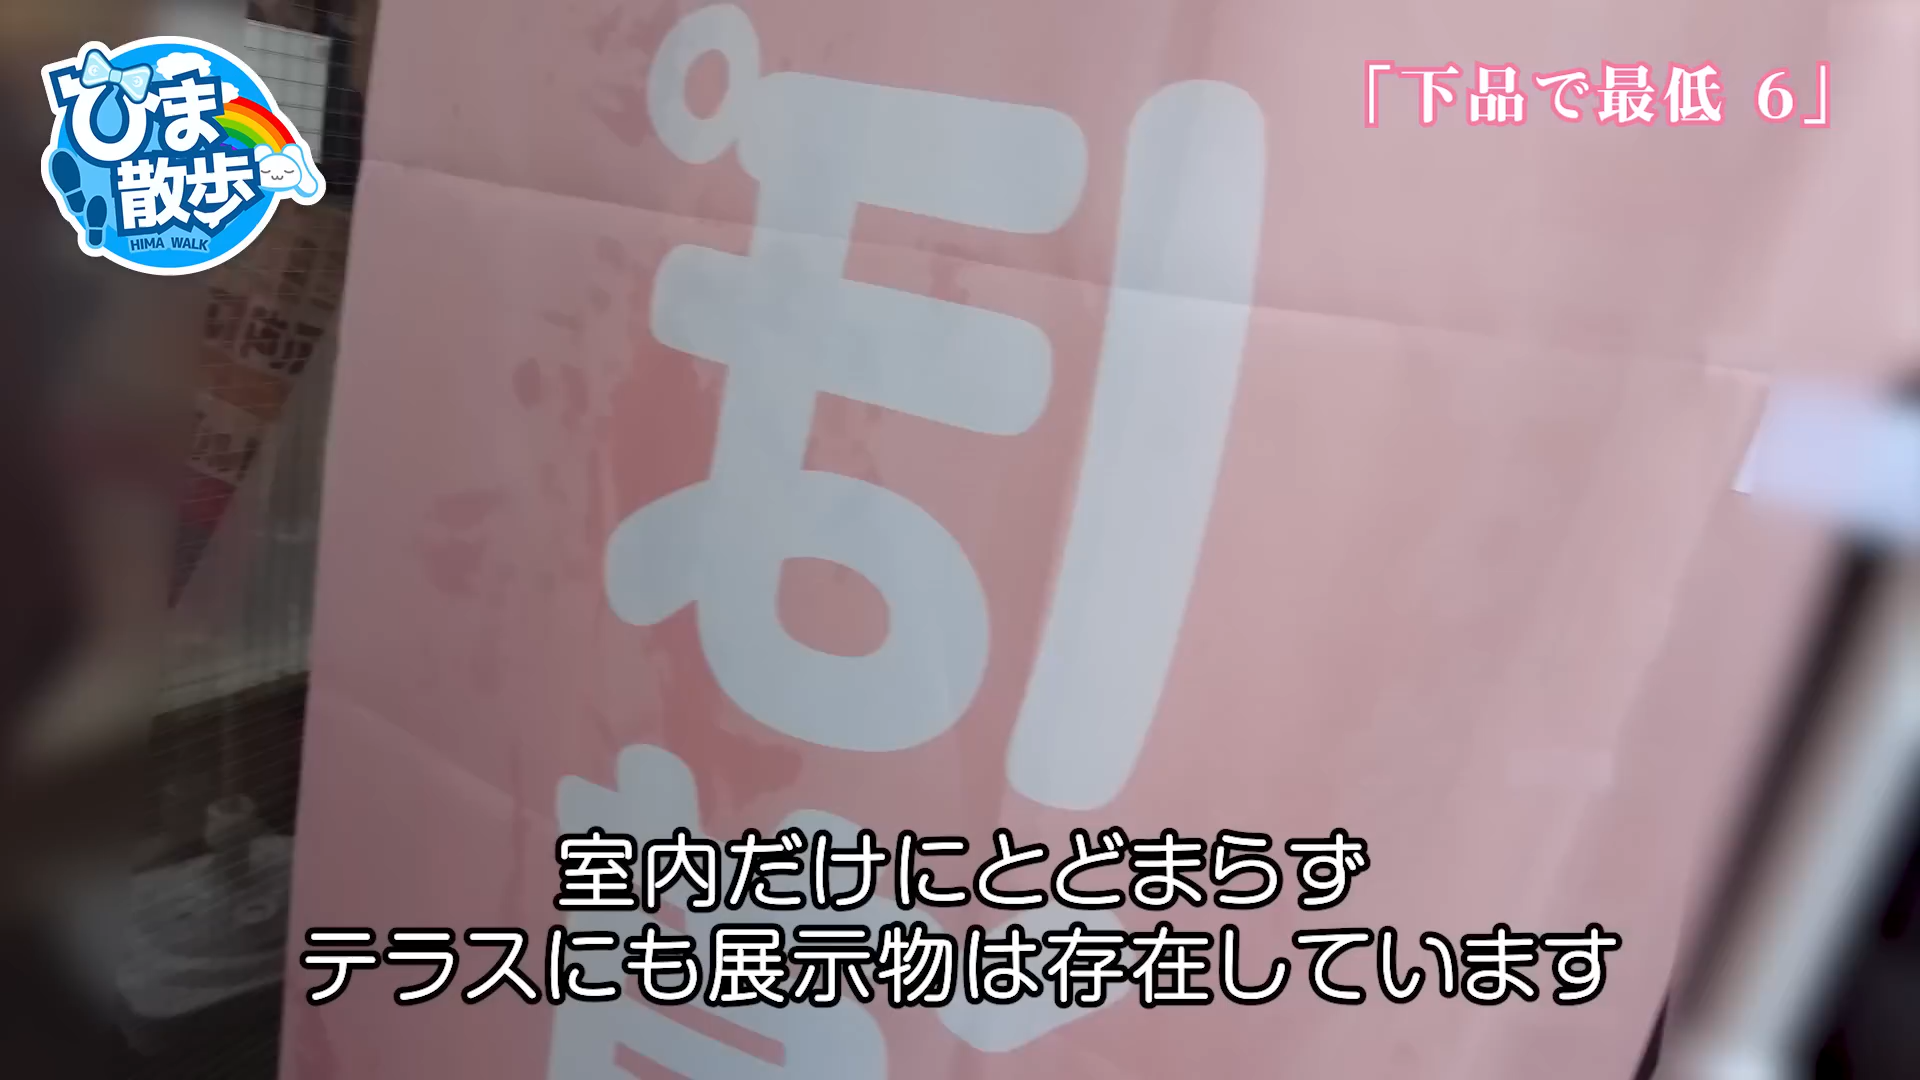 ひま
散歩
HIMA WALK
「下品で最低 6」
ぽ
室内だけにとどまらず
テラスにも展示物は存在しています